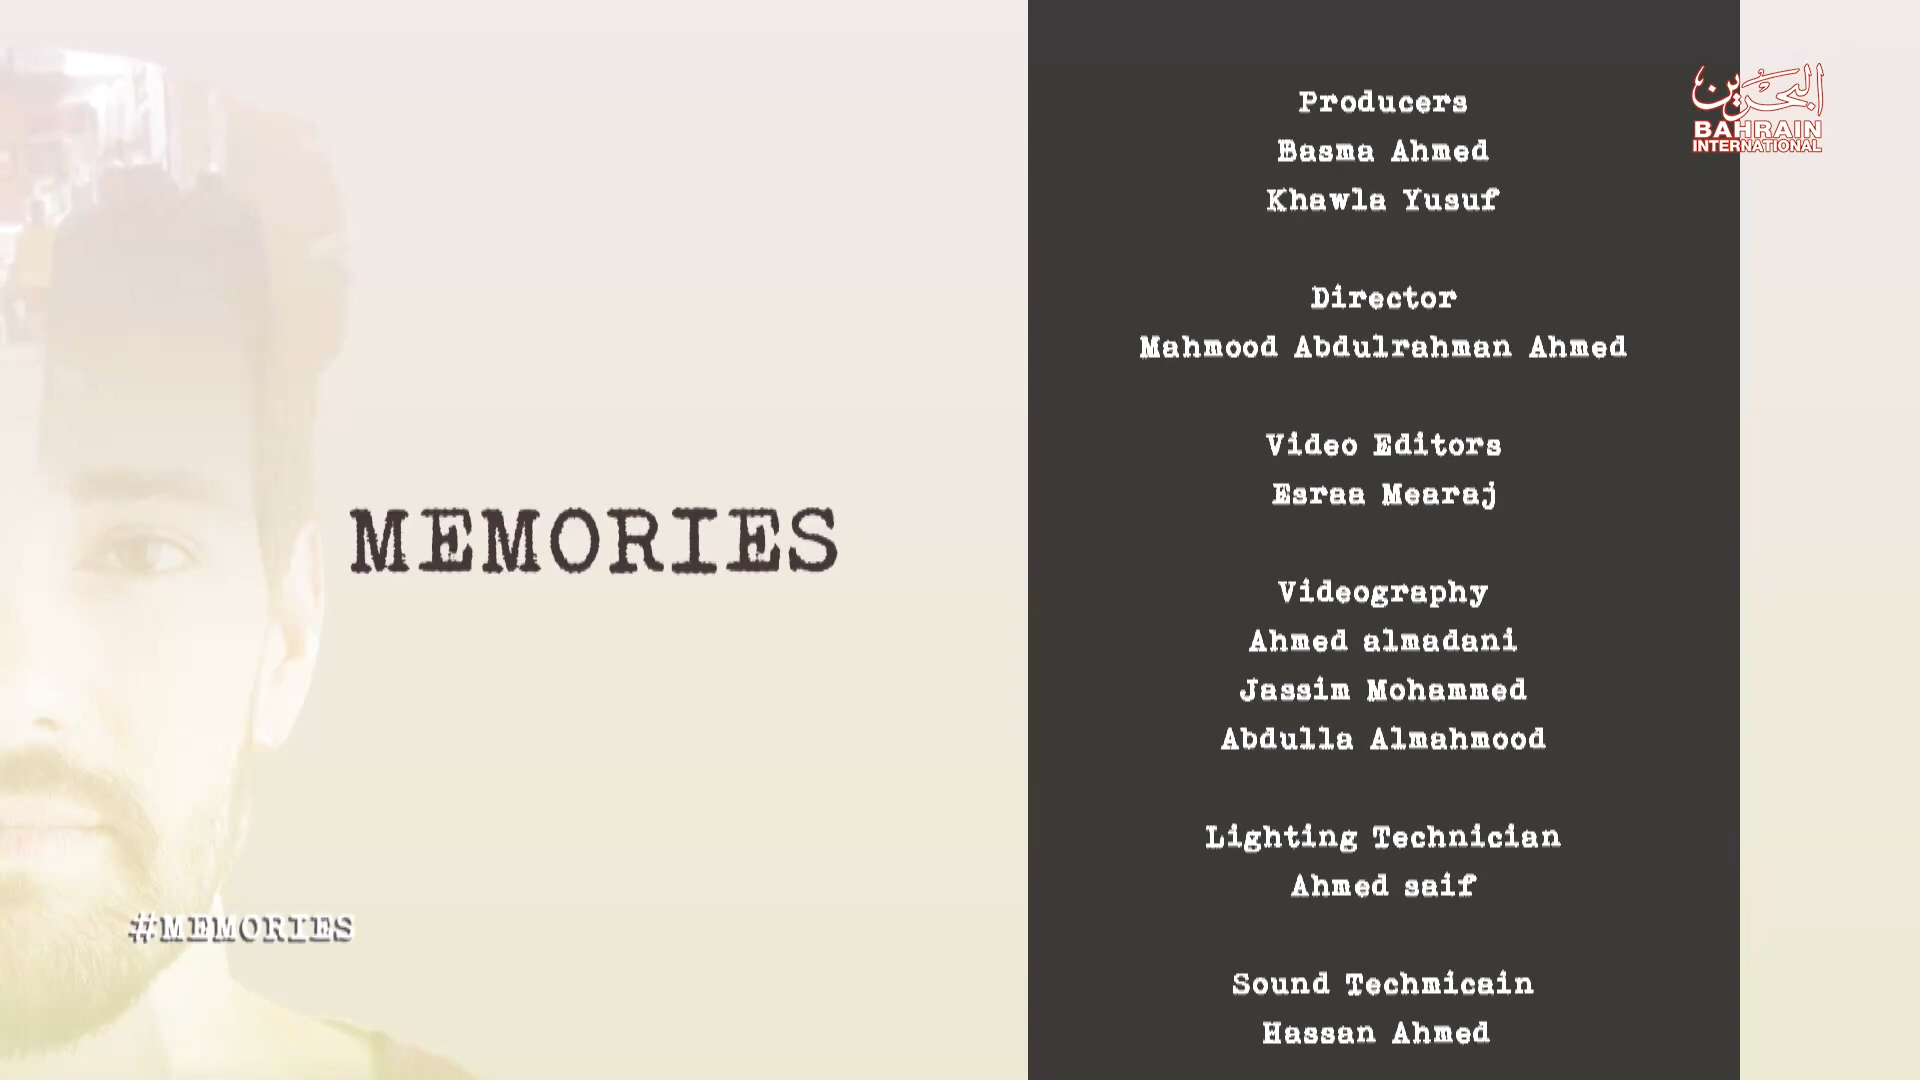 MEMORIES
#MEMORIES
Producers
Basma Ahmed
Khawla Yusuf
Director
Mahmood Abdulrahman Ahmed
Video Editors
Esraa Mearaj
Videography
Ahmed almadani
Jassim Mohammed
Abdulla Almahmood
Lighting Technician
Ahmed saif
Sound Techmicain
Hassan Ahmed
البحرين
BAHRAIN
INTERNATIONAL